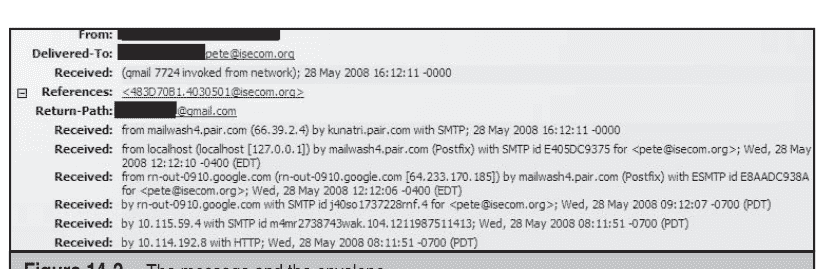 From:
Delivered-To: pete@isecom.org
Received: (qmail 7724 invoked from network); 28 May 2008 16:12:11 -0000
References: <483D70B1.4030501@isecom.org>
Return-Path: @gmail.com
Received: from mailwash4.pair.com (66.39.2.4) by kunatri.pair.com with SMTP; 28 May 2008 16:12:11 -0000
Received: from localhost (localhost [127.0.0.1]) by mailwash4.pair.com (Postfix) with SMTP id E405DC9375 for <pete@isecom.org>; Wed, 28 May
2008 12:12:10 -0400 (EDT)
Received: from rn-out-0910.google.com (rn-out-0910.google.com [64.233.170.185]) by mailwash4.pair.com (Postfix) with ESMTP id E8AADC938A
for <pete@isecom.org>; Wed, 28 May 2008 12:12:06 -0400 (EDT)
Received: by rn-out-0910.google.com with SMTP id j40so1737228rnf.4 for <pete@isecom.org>; Wed, 28 May 2008 09:12:07 -0700 (PDT)
Received: by 10.115.59.4 with SMTP id m4mr2738743wak.104.1211987511413; Wed, 28 May 2008 08:11:51 -0700 (PDT)
Received: by 10.114.192.8 with HTTP; Wed, 28 May 2008 08:11:51 -0700 (PDT)
Figure 14-2 The message and the envelope